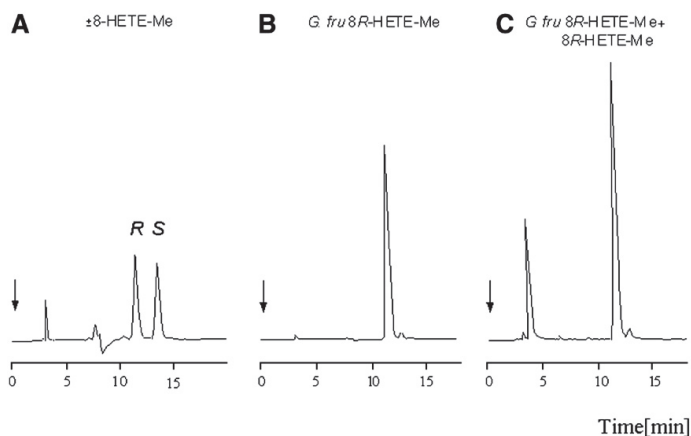 A
±8-HETE-Me
B
G. fru 8R-HETE-Me
C
G fru 8R-HETE-Me+
8R-HETE-Me
R S
0 5 10 15
0 5 10 15
0 5 10 15
Time[min]